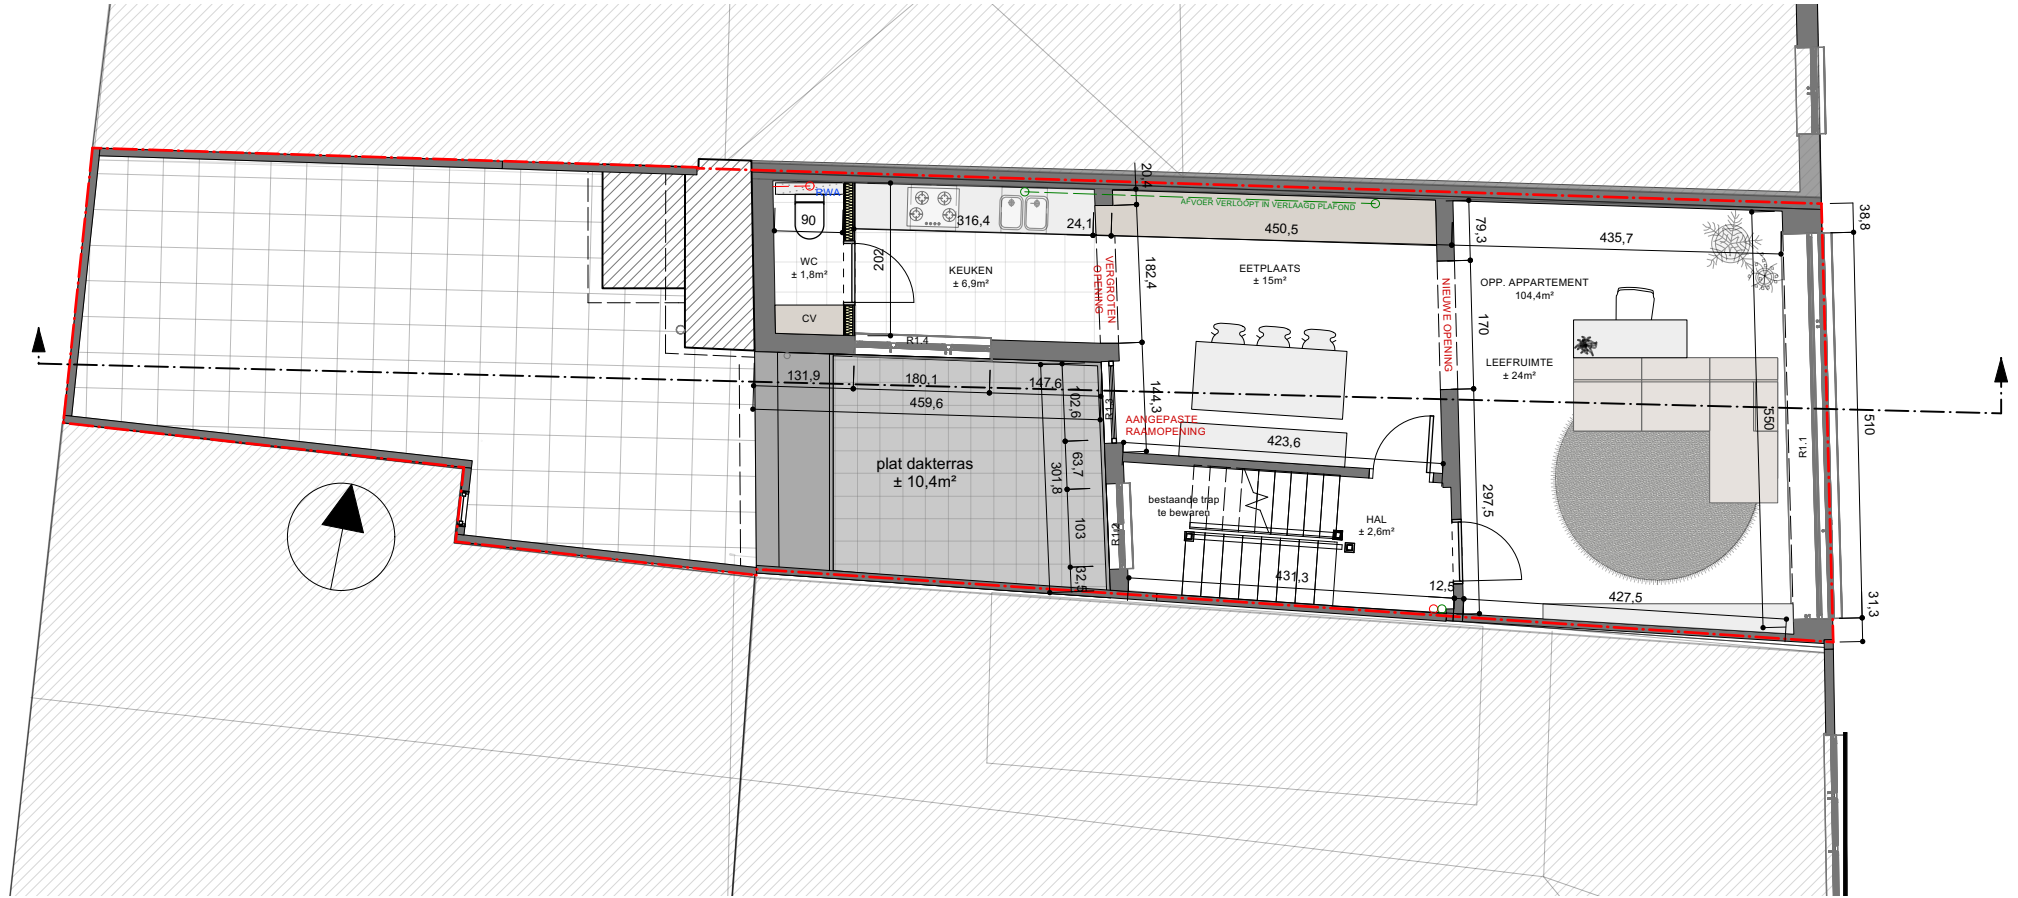 RWA
90
WC
± 1,8m²
CV
202
316,4
24,1
KEUKEN
± 6,9m²
R1.4
20,4
AFVOER VERLOOPT IN VERLAAGD PLAFOND
450,5
182,4
VERGROTEN
OPENING
EETPLAATS
± 15m²
79,3
435,7
38,8
NIEUWE OPENING
170
OPP. APPARTEMENT
104,4m²
LEEFRUIMTE
± 24m²
550
510
R1.1
131,9
180,1
147,6
459,6
102,6
R1.3
144,3
AANGEPASTE
RAAMOPENING
423,6
plat dakterras
± 10,4m²
301,8
63,7
103
32,5
R1.2
bestaande trap
te bewaren
HAL
± 2,6m²
297,5
431,3
12,5
427,5
31,3